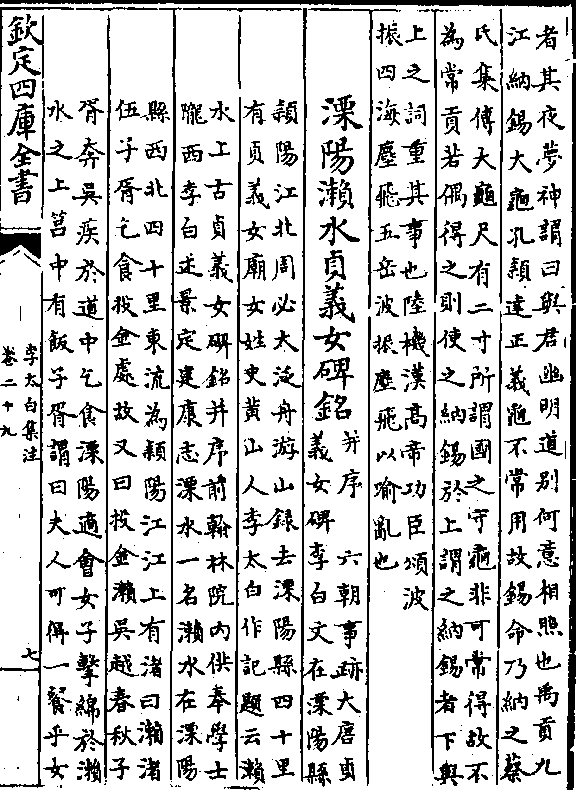 者其夜夢神謂曰與君幽明道别何意相照也禹貢九
江納錫大龜孔頴達正義龜不常用故錫命乃納之蔡
氏集傳大龜尺有二寸所謂國之守龜非可常得故不
為常貢若偶得之則使之納錫於上謂之納錫者下與
上之詞重其事也陸機漢高帝功臣頌波
振四海塵飛五岳波振塵飛以喻亂也
溧陽瀬水貞義女碑銘 并序 六朝事跡大唐貞
義女碑李白文在溧陽縣
頴陽江北周必大泛舟游山録去溧陽縣四十里
有貞義女廟女姓史黄山人李太白作記題云瀬
水上古貞義女碑銘并序前翰林院内供奉學士
隴西李白述景定建康志溧水一名瀬水在溧陽
縣西北四十里東流為頴陽江江上有渚曰瀬渚
伍子胥乞食投金處故又曰投金瀬吴越春秋子
胥奔吴疾於道中乞食溧陽適會女子擊綿於瀬
水之上筥中有飯子胥謂曰夫人可得一餐乎女
欽定四庫全書
李太白集注
卷二十九
七